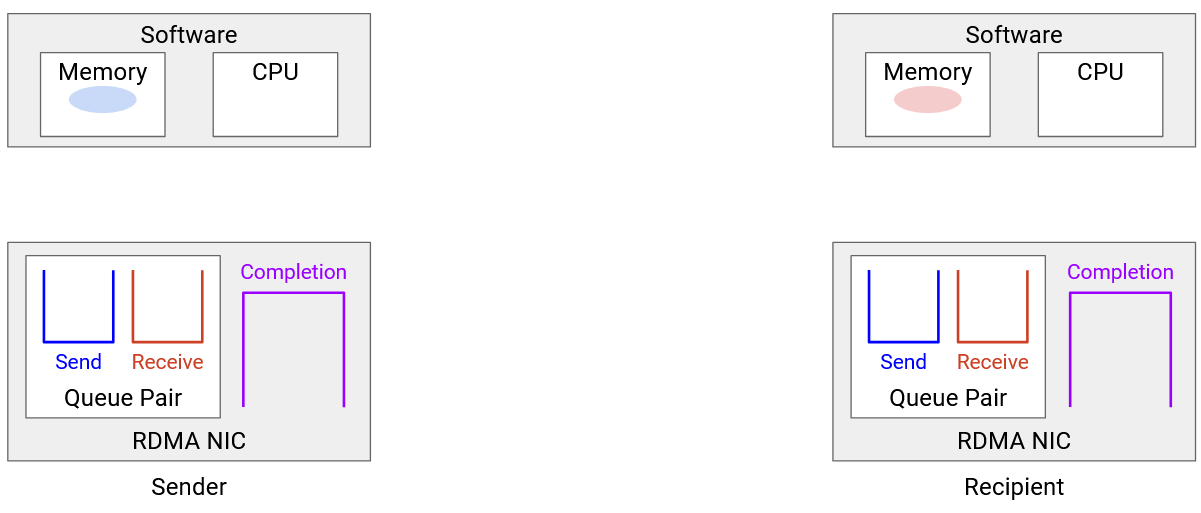 Software
Memory
CPU
Send
Receive
Completion
Queue Pair
RDMA NIC
Sender
Software
Memory
CPU
Send
Receive
Completion
Queue Pair
RDMA NIC
Recipient